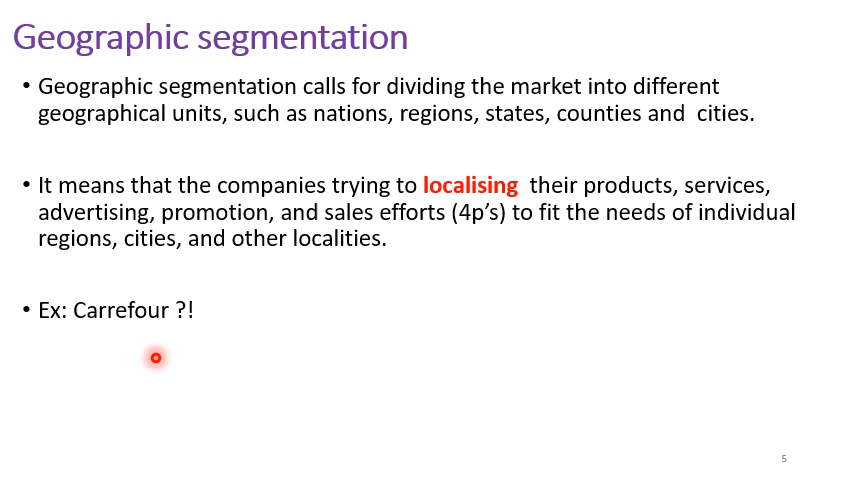 Geographic segmentation
• Geographic segmentation calls for dividing the market into different
geographical units, such as nations, regions, states, counties and  cities.
• It means that the companies trying to localising  their products, services,
advertising, promotion, and sales efforts (4p’s) to fit the needs of individual
regions, cities, and other localities.
• Ex: Carrefour ?!
5